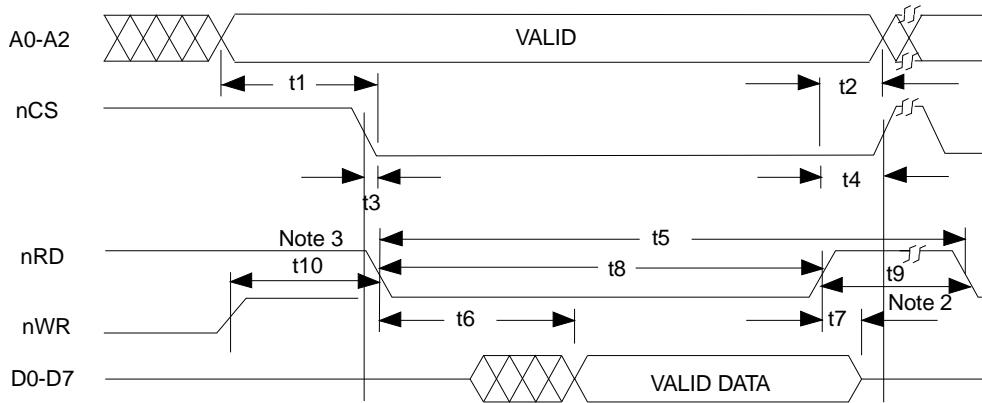 A0-A2
VALID
t1
t2
nCS
t3
t4
Note 3
t5
nRD
t8
t10
t9
Note 2
nWR
t6
t7
D0-D7
VALID DATA